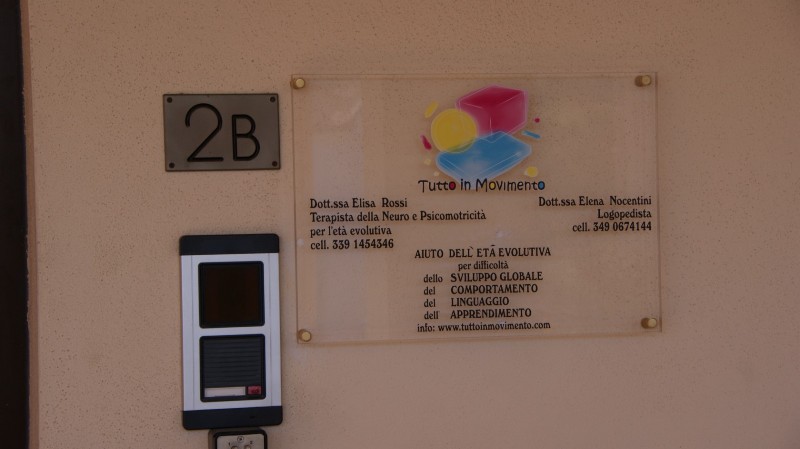 2B
Tutto in Movimento
Dott.ssa Elisa Rossi
Terapista della Neuro e Psicomotricità
per l'età evolutiva
cell. 339 1454346
Dott.ssa Elena Nocentini
Logopedista
cell. 349 0674144
AIUTO DELL'ETÀ EVOLUTIVA
per difficoltà
dello SVILUPPO GLOBALE
del COMPORTAMENTO
del LINGUAGGIO
dell' APPRENDIMENTO
info: www.tuttoinmovimento.com